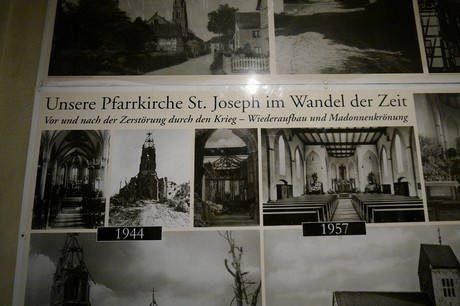 Unsere Pfarrkirche St. Joseph im Wandel der Zeit
Vor und nach der Zerstörung durch den Krieg – Wiederaufbau und Madonnenkrönung
1944
1957